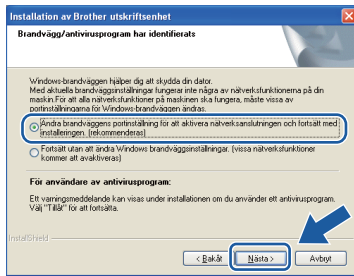 Installation av Brother utskriftsenhet
Brandvägg/antivirusprogram har identifierats
Windows-brandväggen hjälper dig att skydda din dator.
Med aktuella brandväggsinställningar fungerar inte några av nätverksfunktionerna på din
maskin.För att alla nätverksfunktioner på maskinen ska fungera, måste vissa av
portinställningarna för Windows-brandväggen ändras.
Ändra brandväggens portinställning för att aktivera nätverksanslutningen och fortsätt med
installeringen. (rekommenderas)
Fortsätt utan att ändra Windows brandväggsinställningar. (vissa nätverksfunktioner
kommer att avaktiveras)
För användare av antivirusprogram:
Ett varningsmeddelande kan visas under installationen om du använder ett antivirusprogram.
Välj "Tillåt" för att fortsätta.
InstallShield
< Bakåt
Nästa >
Avbryt